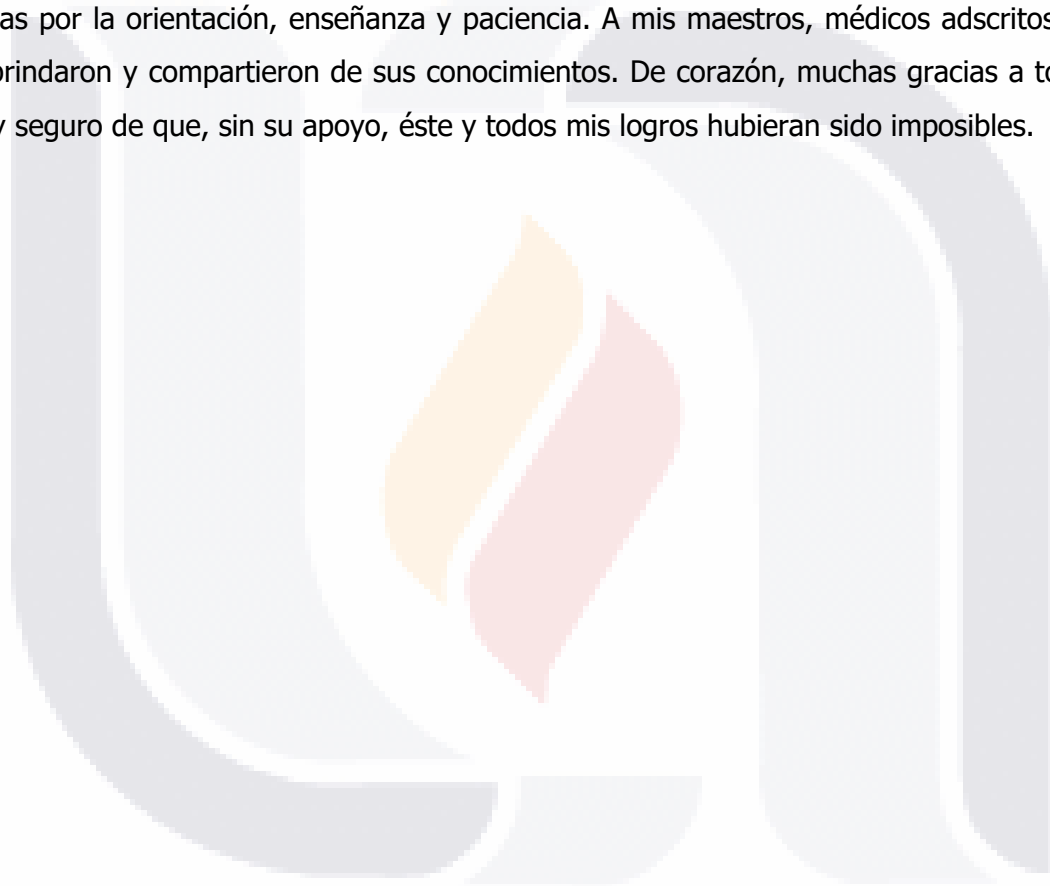 as por la orientación, enseñanza y paciencia. A mis maestros, médicos adscritos
brindaron y compartieron de sus conocimientos. De corazón, muchas gracias a to
y seguro de que, sin su apoyo, éste y todos mis logros hubieran sido imposibles.